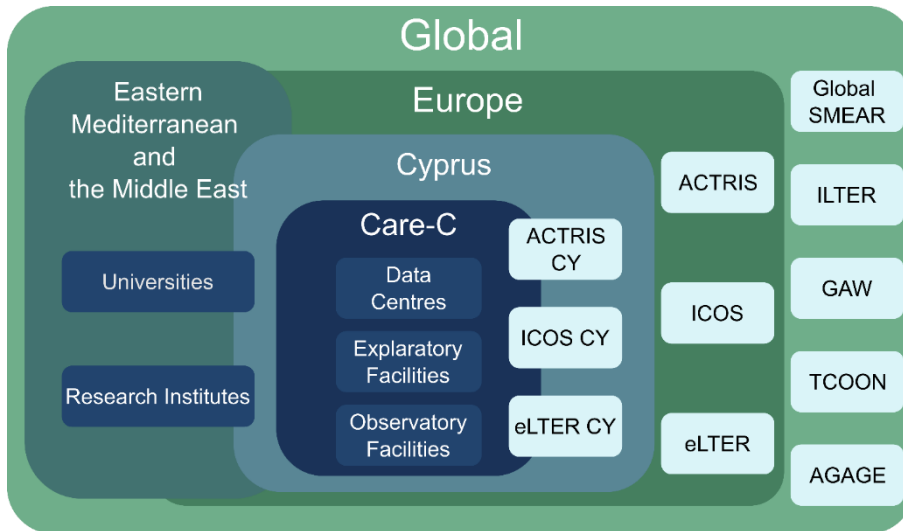 Global
Eastern
Mediterranean
and
the Middle East
Europe
Cyprus
Care-C
Universities
Research Institutes
Data
Centres
Explaratory
Facilities
Observatory
Facilities
ACTRIS
CY
ICOS CY
eLTER CY
ACTRIS
ICOS
eLTER
Global
SMEAR
ILTER
GAW
TCOON
AGAGE